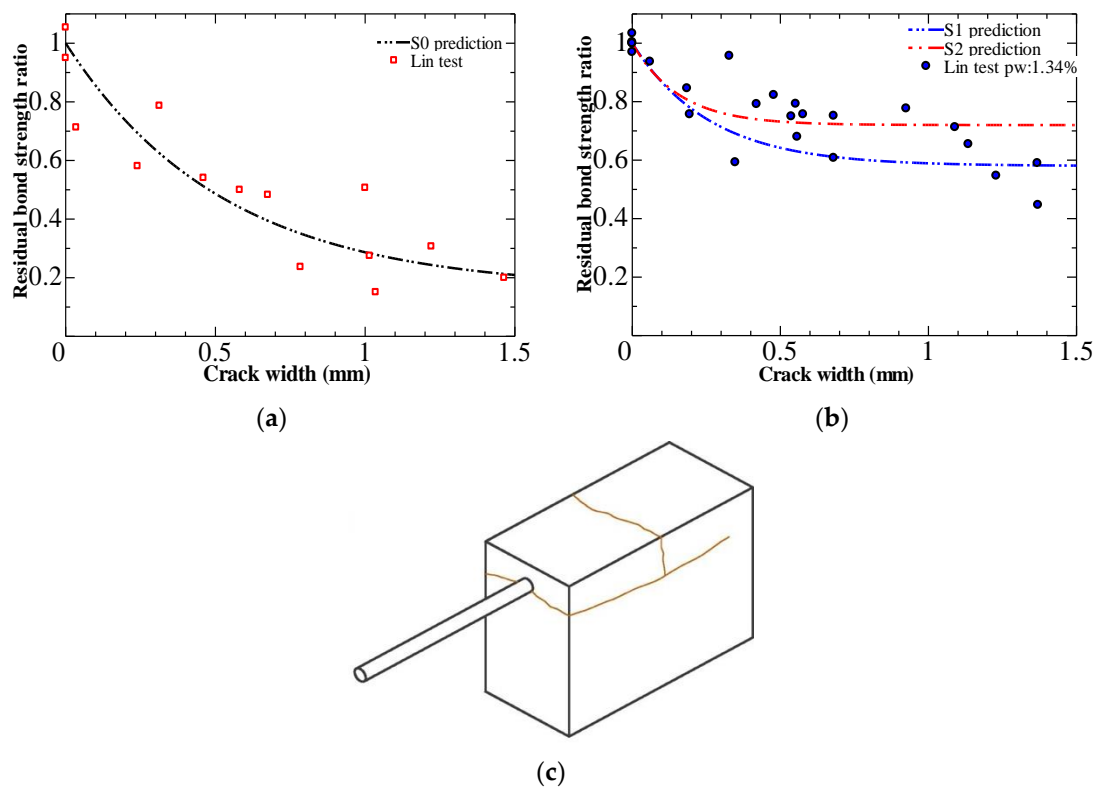 Residual bond strength ratio
1
0.8
0.6
0.4
0.2
0
0.5
1
1.5
Crack width (mm)
S0 prediction
Lin test
(a)
Residual bond strength ratio
1
0.8
0.6
0.4
0.2
0
0.5
1
1.5
Crack width (mm)
S1 prediction
S2 prediction
Lin test pw:1.34%
(b)
(c)